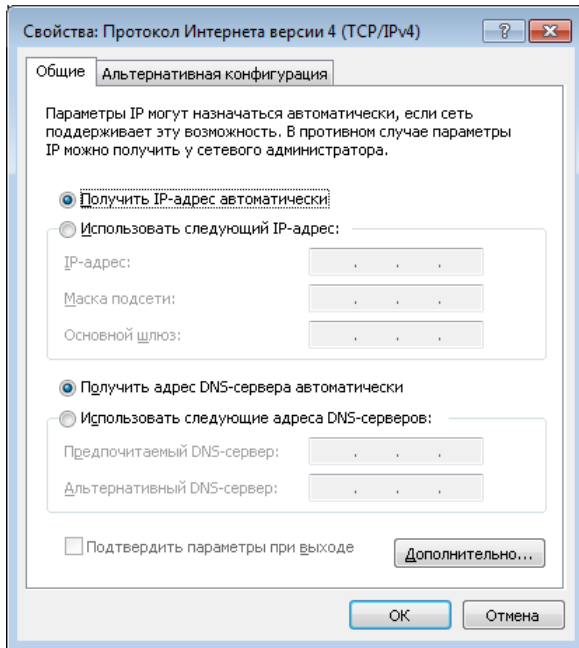 Свойства: Протокол Интернета версии 4 (TCP/IPv4)
Общие
Альтернативная конфигурация
Параметры IP могут назначаться автоматически, если сеть
поддерживает эту возможность. В противном случае параметры
IP можно получить у сетевого администратора.
Получить IP-адрес автоматически
Использовать следующий IP-адрес:
IP-адрес:
Маска подсети:
Основной шлюз:
Получить адрес DNS-сервера автоматически
Использовать следующие адреса DNS-серверов:
Предпочитаемый DNS-сервер:
Альтернативный DNS-сервер:
Подтвердить параметры при выходе
Дополнительно...
ОК
Отмена